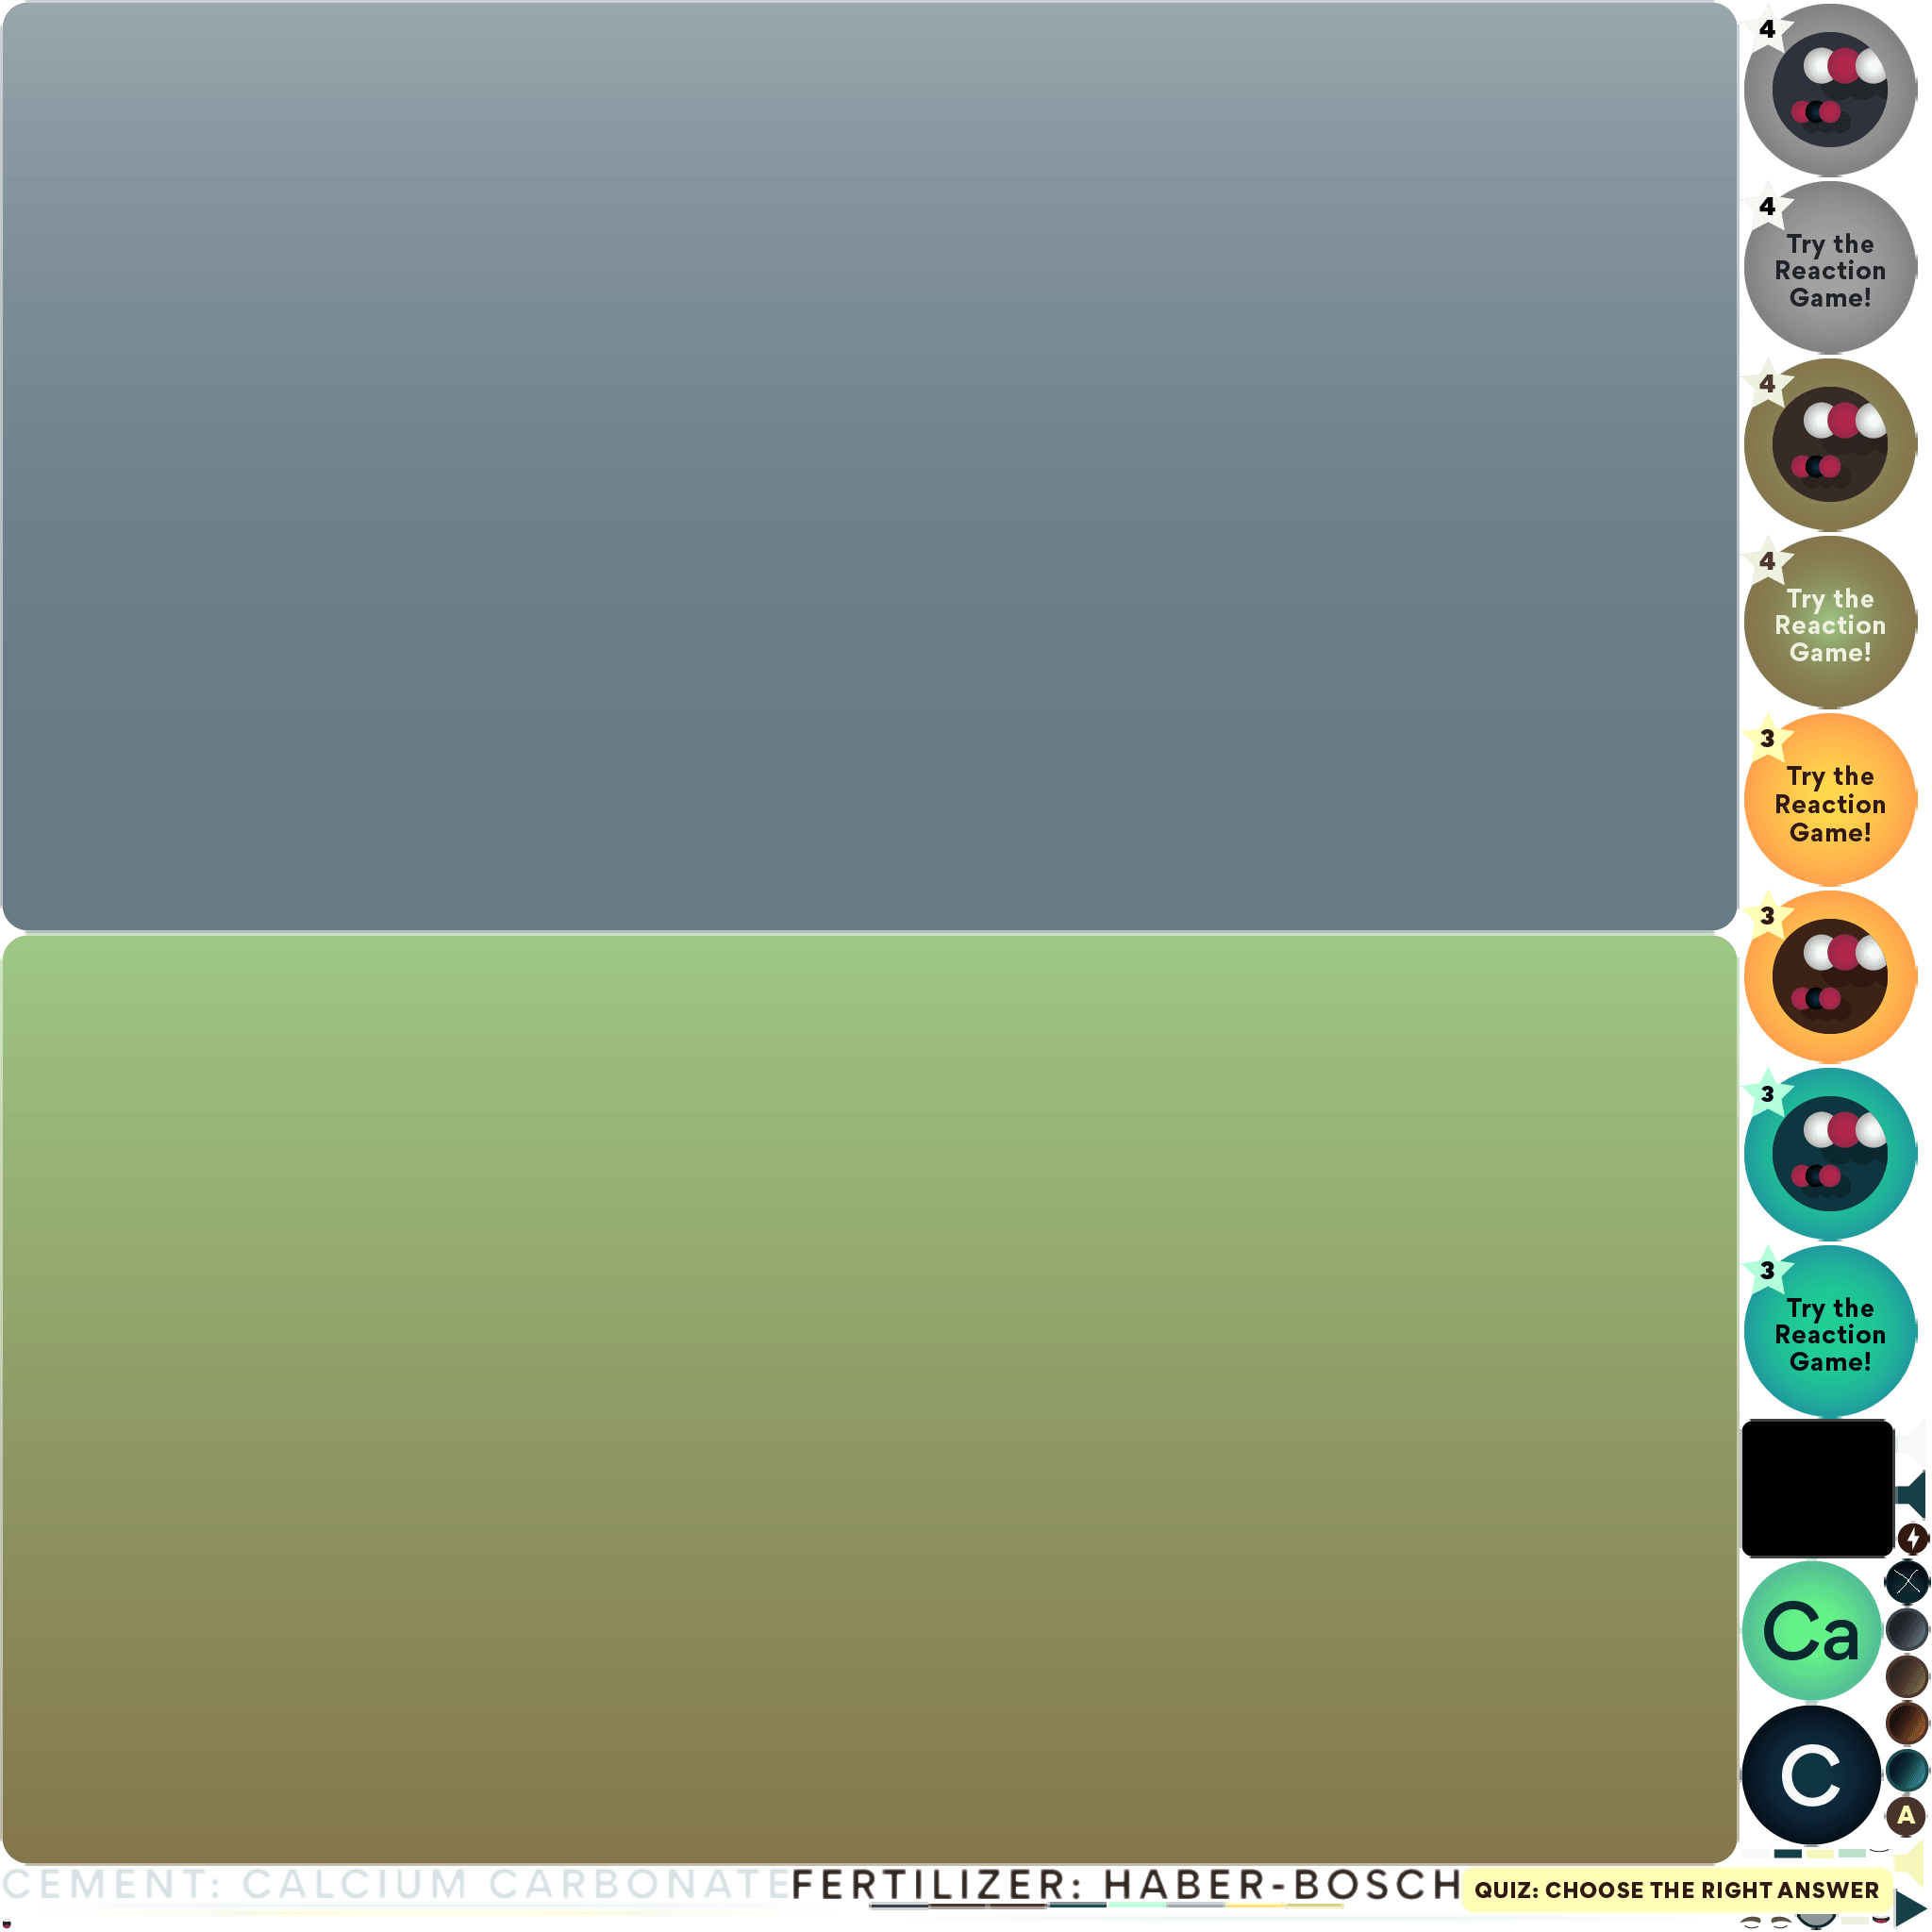 4
4
Try the
Reaction
Game!
4
4
Try the
Reaction
Game!
3
Try the
Reaction
Game!
3
3
3
Try the
Reaction
Game!
Ca
C
A
CEMENT: CALCIUM CARBONATE
FERTILIZER: HABER-BOSCH
QUIZ: CHOOSE THE RIGHT ANSWER